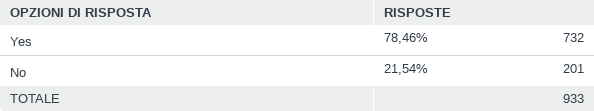 OPZIONI DI RISPOSTA RISPOSTE
Yes 78,46% 732
No 21,54% 201
TOTALE 933